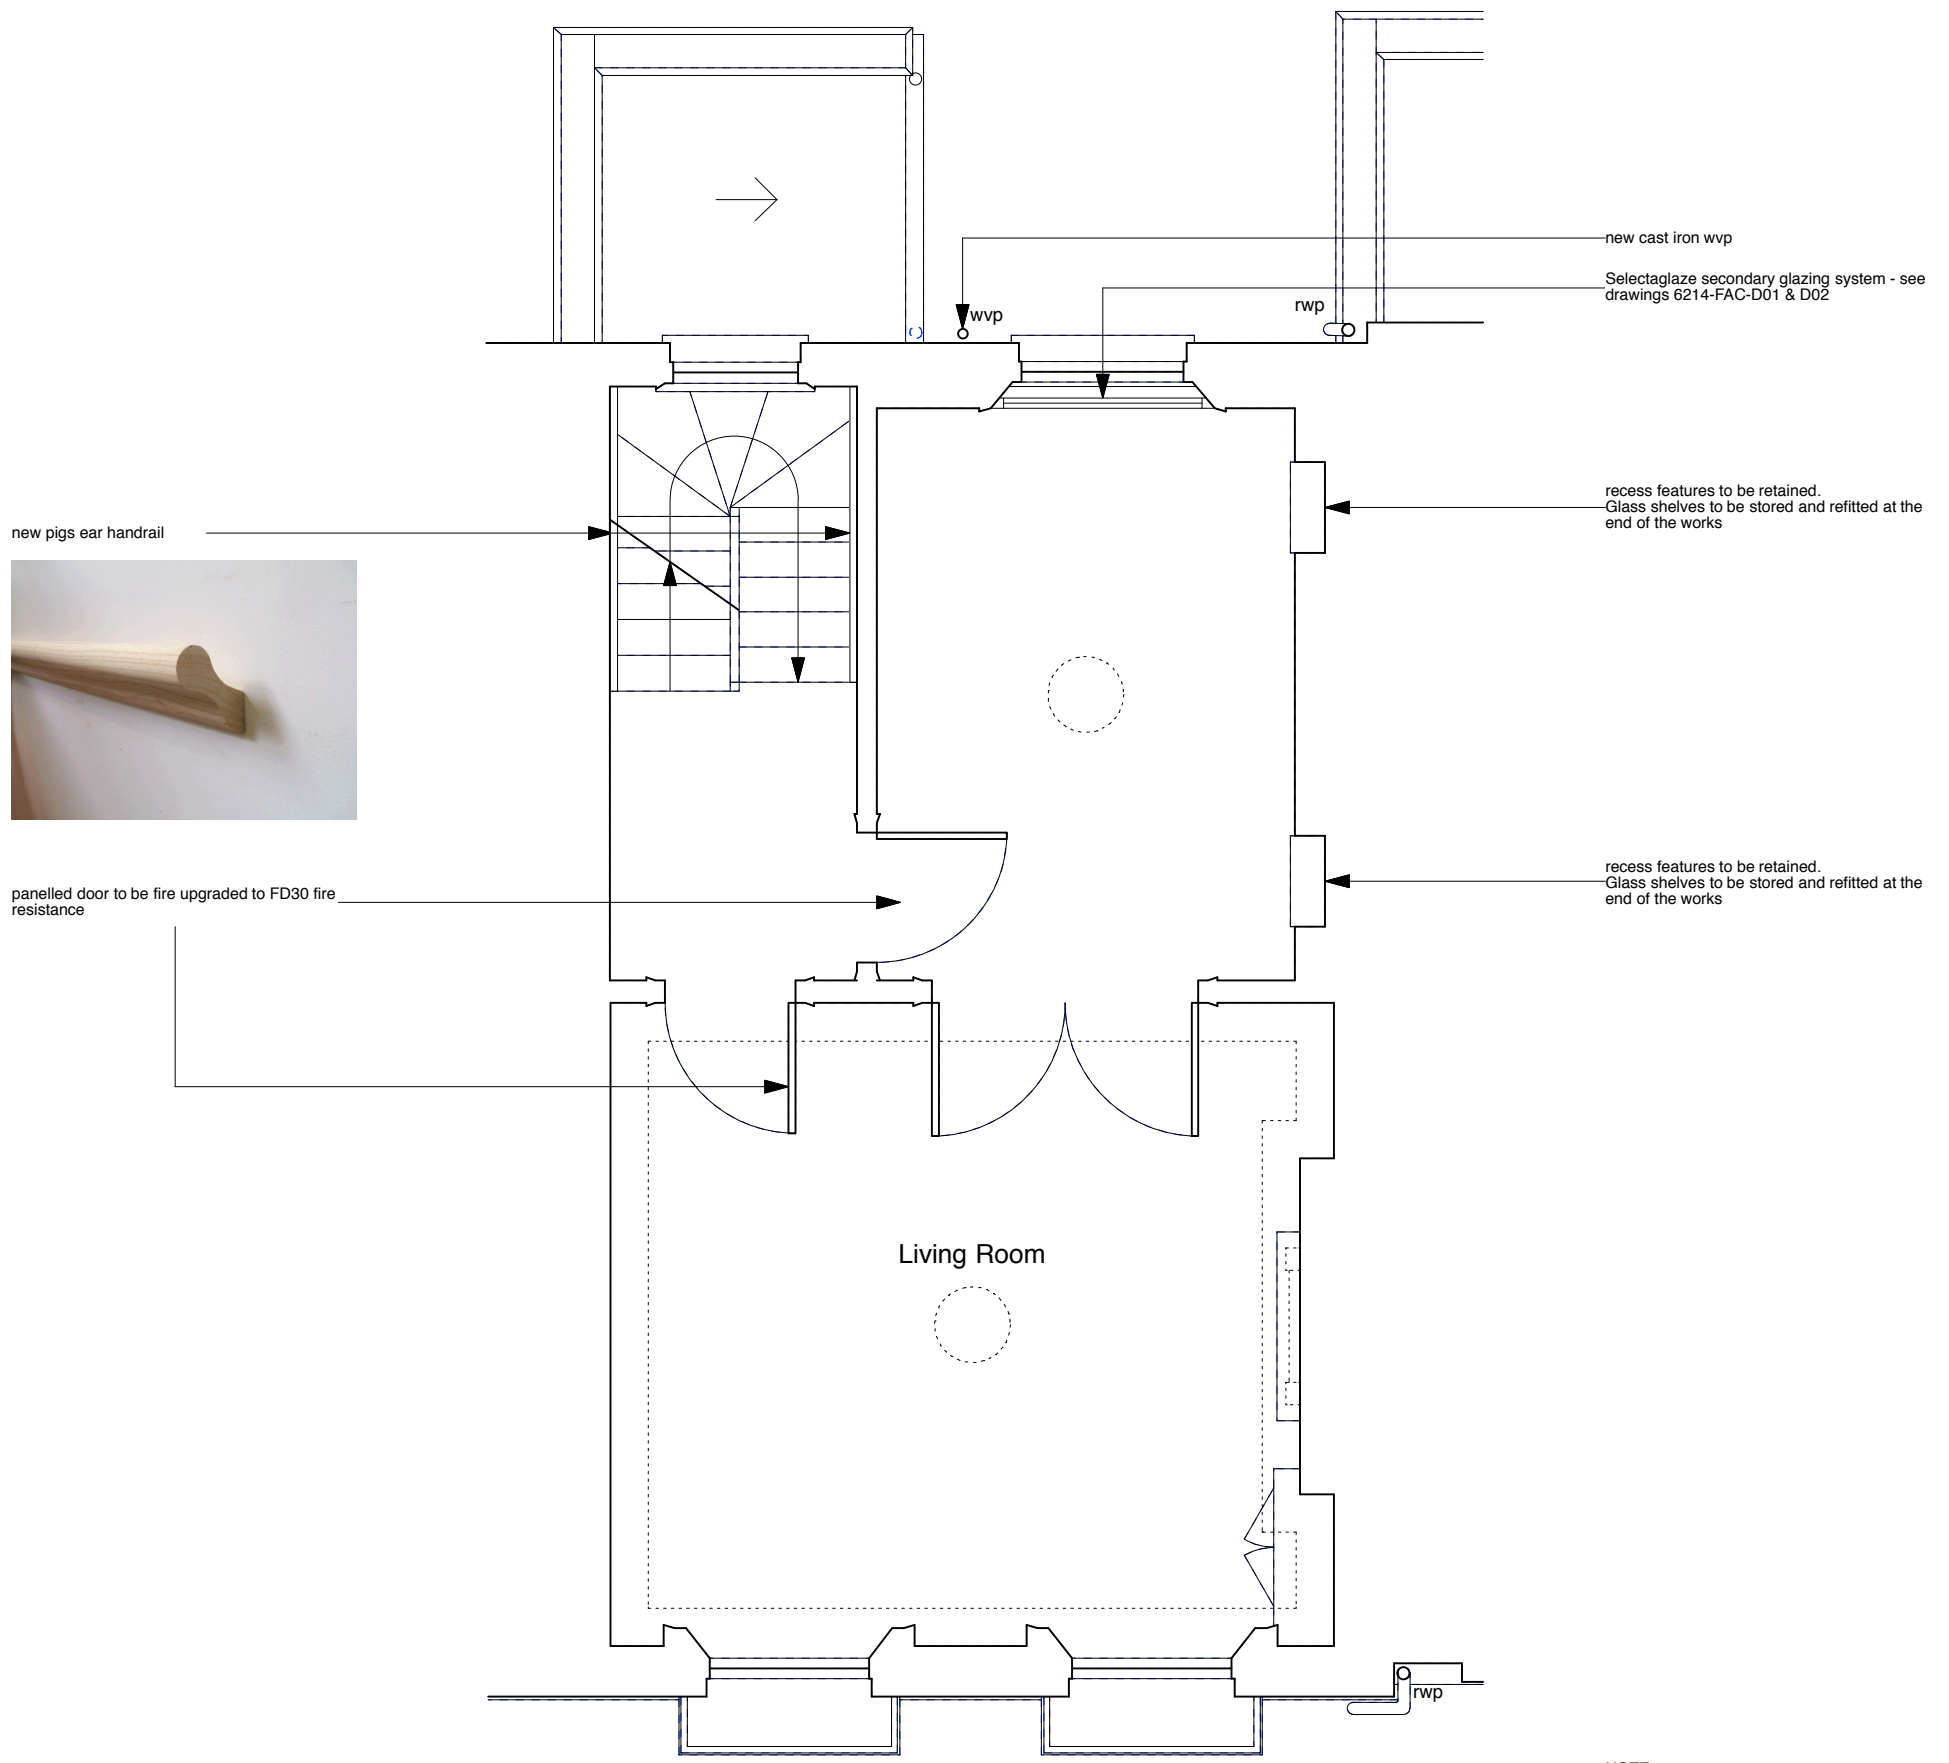 new cast iron wvp
Selectaglaze secondary glazing system - see
drawings 6214-FAC-D01 & D02
rwp
wvp
recess features to be retained.
Glass shelves to be stored and refitted at the
end of the works
new pigs ear handrail
recess features to be retained.
Glass shelves to be stored and refitted at the
end of the works
panelled door to be fire upgraded to FD30 fire
resistance
Living Room
rwp